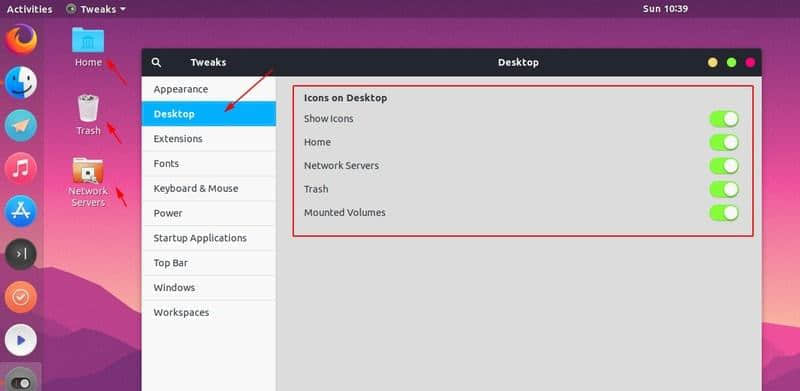 Activities
Tweaks
Sun 10:39
Home
Trash
Network
Servers
Tweaks
Desktop
Appearance
Desktop
Extensions
Fonts
Keyboard & Mouse
Power
Startup Applications
Top Bar
Windows
Workspaces
Icons on Desktop
Show Icons
Home
Network Servers
Trash
Mounted Volumes